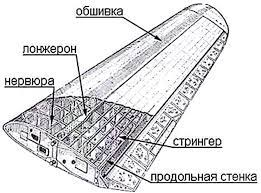 обшивка
лонжерон
нервюра
стрингер
продольная стенка